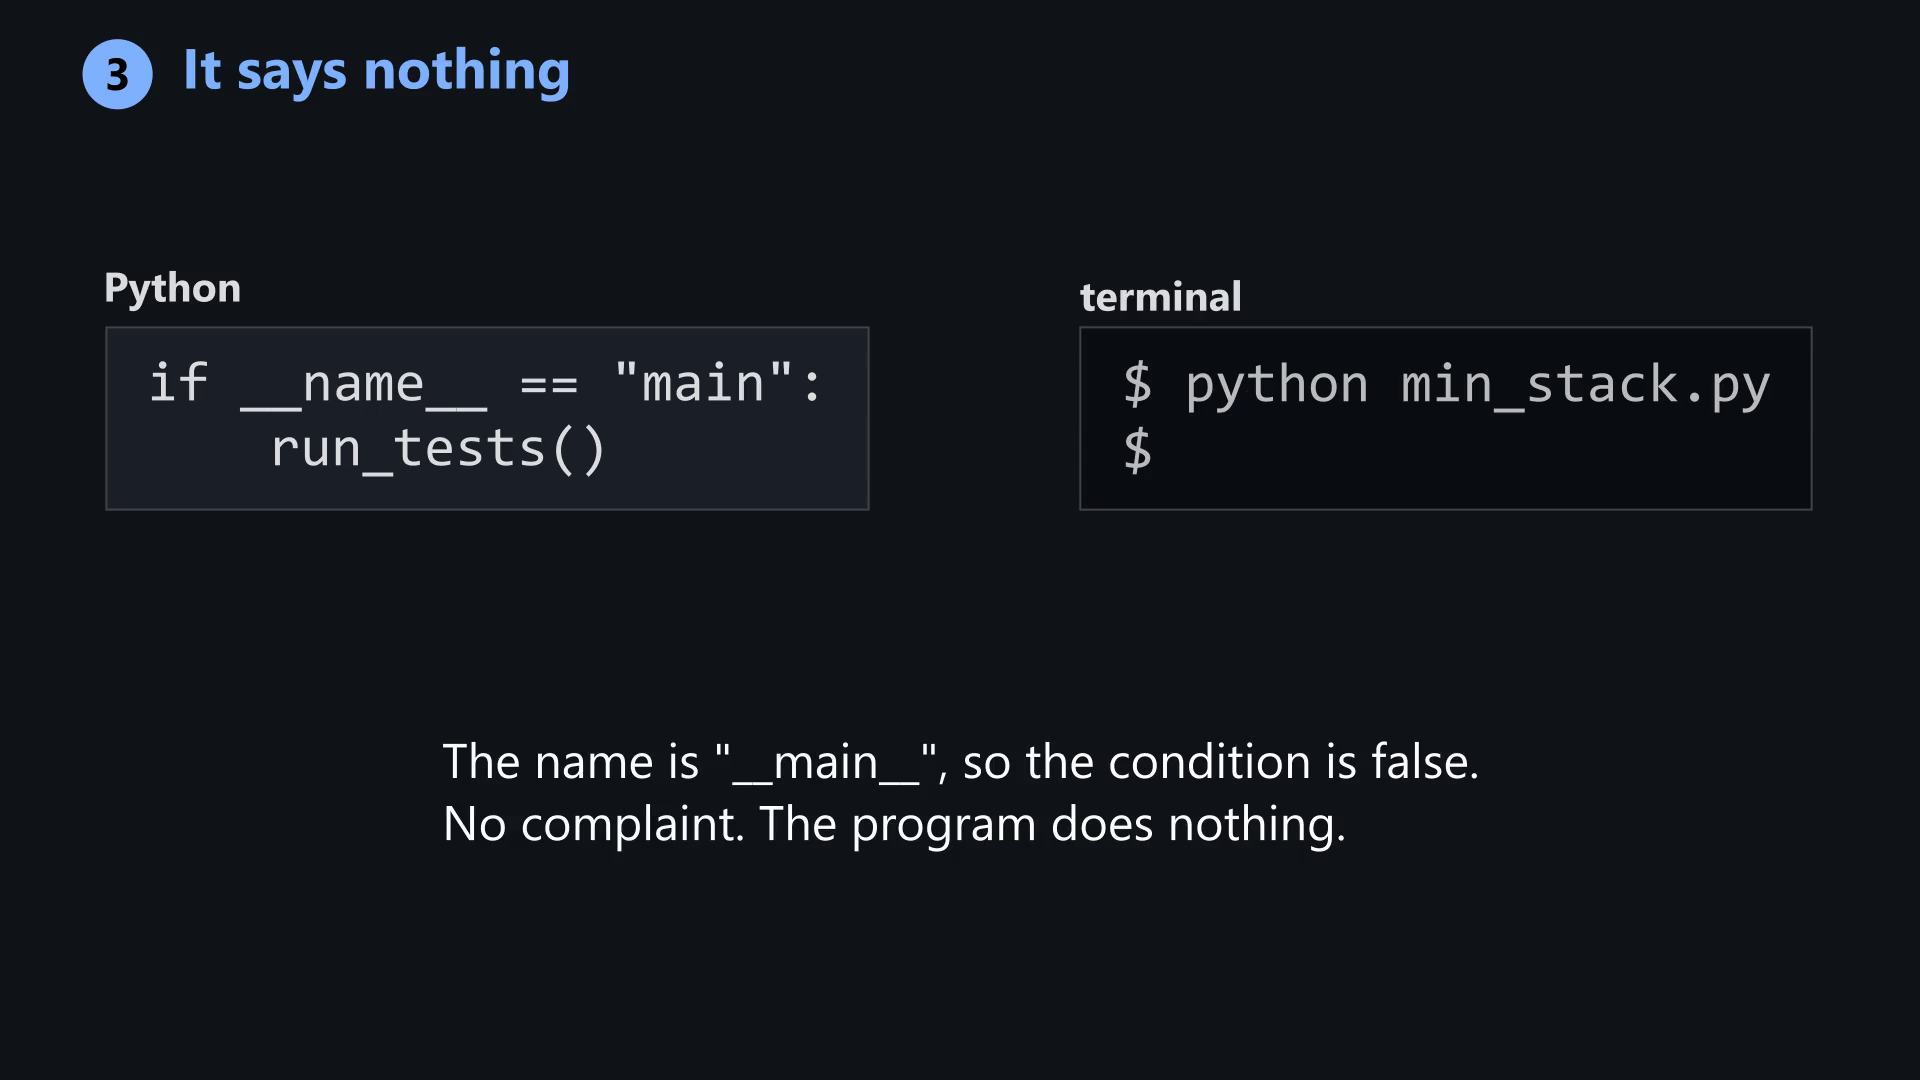 3 It says nothing
Python
if __name__ == "main":
    run_tests()
terminal
$ python min_stack.py
$
The name is "__main__", so the condition is false.
No complaint. The program does nothing.